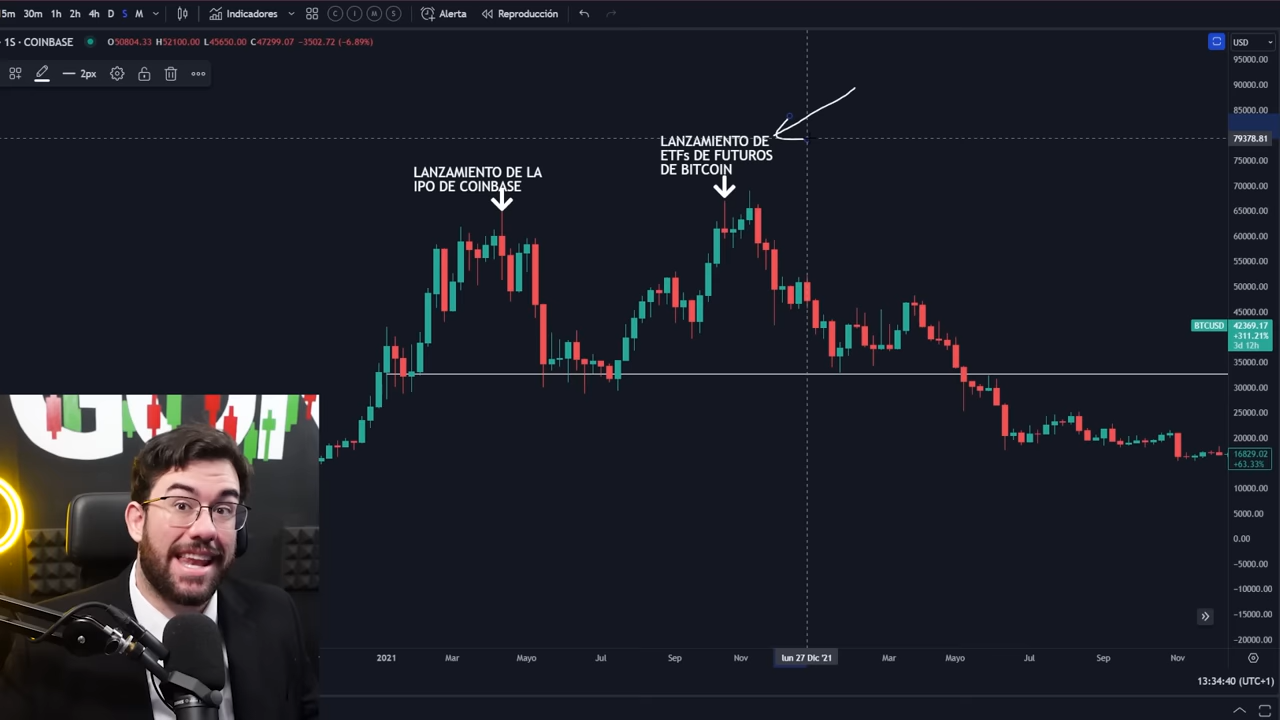 15m 30m 1h 2h 4h D S M Indicadores C I M S Alerta Reproducción
· 1S · COINBASE O50804.33 H52100.00 L45650.00 C47299.07 -3502.72 (-6.89%) USD
2px
95000.00
90000.00
85000.00
79378.81
75000.00
70000.00
65000.00
60000.00
55000.00
50000.00
45000.00
BTCUSD 42369.17
+311.21%
3d 12h
35000.00
30000.00
25000.00
20000.00
16829.02
+63.33%
10000.00
5000.00
0.00
-5000.00
-10000.00
-15000.00
-20000.00
LANZAMIENTO DE LA
IPO DE COINBASE
LANZAMIENTO DE
ETFs DE FUTUROS
DE BITCOIN
2021 Mar Mayo Jul Sep Nov lun 27 Dic '21 Mar Mayo Jul Sep Nov
13:34:40 (UTC+1)